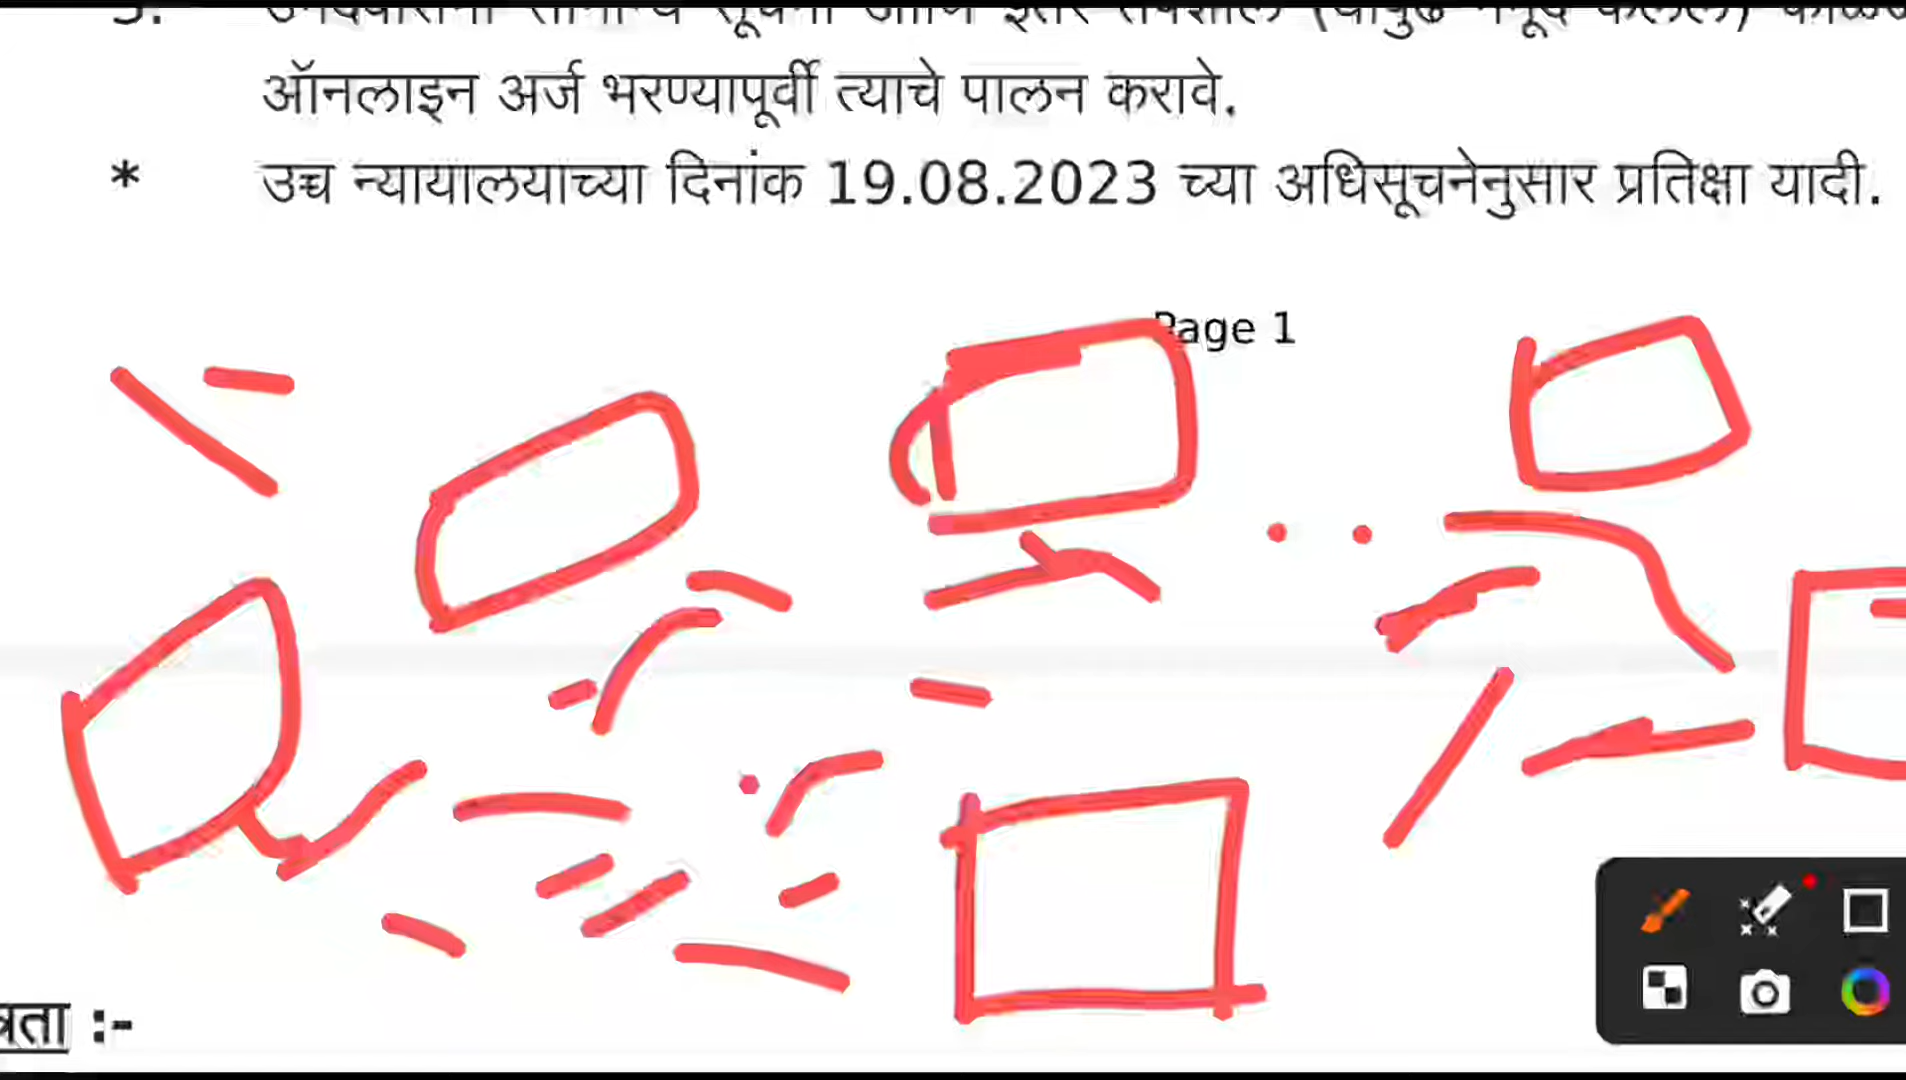 ऑनलाइन अर्ज भरण्यापूर्वी त्याचे पालन करावे.
* उच्च न्यायालयाच्या दिनांक 19.08.2023 च्या अधिसूचनेनुसार प्रतिक्षा यादी.
Page 1
:-